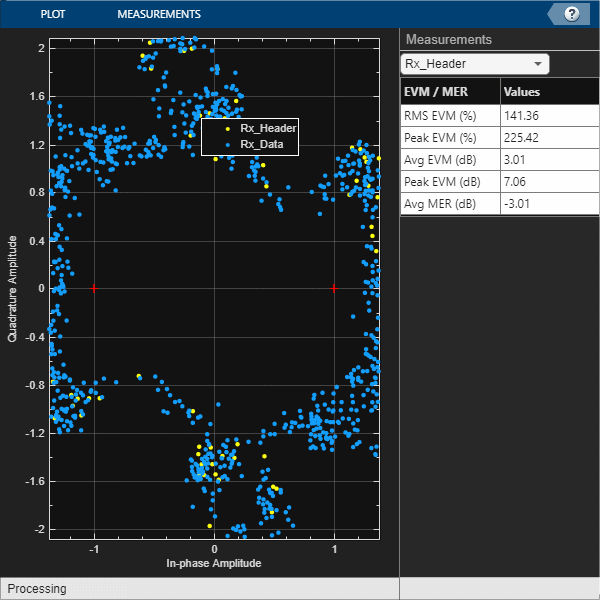 PLOT MEASUREMENTS ?
Measurements
Rx_Header
EVM / MER Values
RMS EVM (%) 141.36
Peak EVM (%) 225.42
Avg EVM (dB) 3.01
Peak EVM (dB) 7.06
Avg MER (dB) -3.01
Quadrature Amplitude
2
1.6
1.2
0.8
0.4
0
-0.4
-0.8
-1.2
-1.6
-2
Rx_Header
Rx_Data
-1 0 1
In-phase Amplitude
Processing